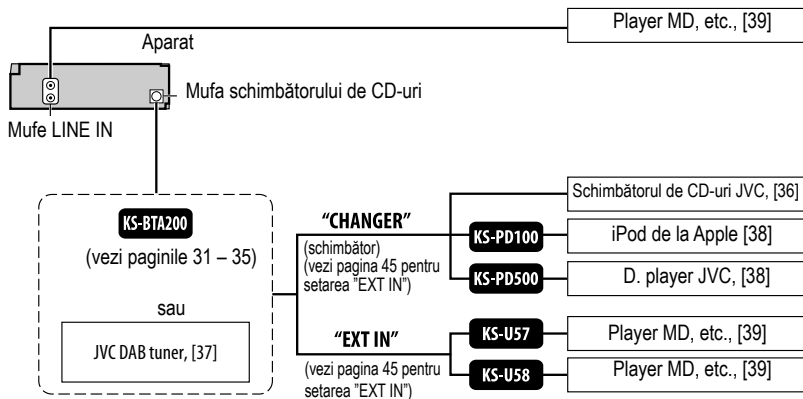 Player MD, etc., [39]
Aparat
Mufa schimbătorului de CD-uri
Mufe LINE IN
KS-BTA200
(vezi paginile 31 – 35)
sau
JVC DAB tuner, [37]
"CHANGER"
(schimbător)
(vezi pagina 45 pentru
setarea "EXT IN")
Schimbătorul de CD-uri JVC, [36]
KS-PD100
iPod de la Apple [38]
KS-PD500
D. player JVC, [38]
"EXT IN"
(vezi pagina 45 pentru
setarea "EXT IN")
KS-U57
Player MD, etc., [39]
KS-U58
Player MD, etc., [39]